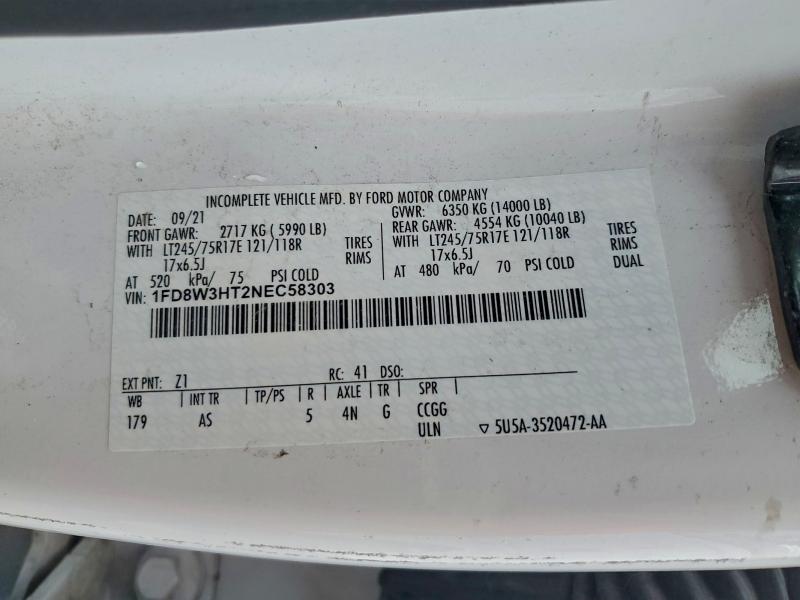 INCOMPLETE VEHICLE MFD. BY FORD MOTOR COMPANY
DATE: 09/21 GVWR: 6350 KG (14000 LB)
FRONT GAWR: 2717 KG ( 5990 LB) REAR GAWR: 4554 KG (10040 LB)
WITH LT245/75R17E 121/118R TIRES WITH LT245/75R17E 121/118R TIRES
17x6.5J RIMS 17x6.5J RIMS
AT 520 kPa/ 75 PSI COLD AT 480 kPa/ 70 PSI COLD DUAL
VIN: 1FD8W3HT2NEC58303
EXT PNT: Z1 RC: 41 DSO:
WB INT TR TP/PS R AXLE TR SPR
179 AS 5 4N G CCGG
ULN ▽ 5U5A-3520472-AA